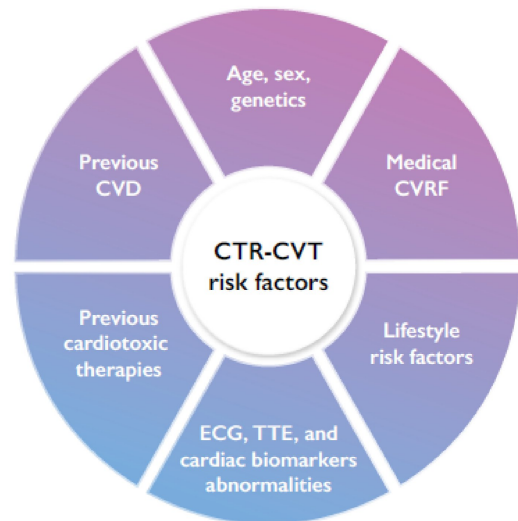 Age, sex,
genetics
Medical
CVRF
Lifestyle
risk factors
ECG, TTE, and
cardiac biomarkers
abnormalities
Previous
cardiotoxic
therapies
Previous
CVD
CTR-CVT
risk factors